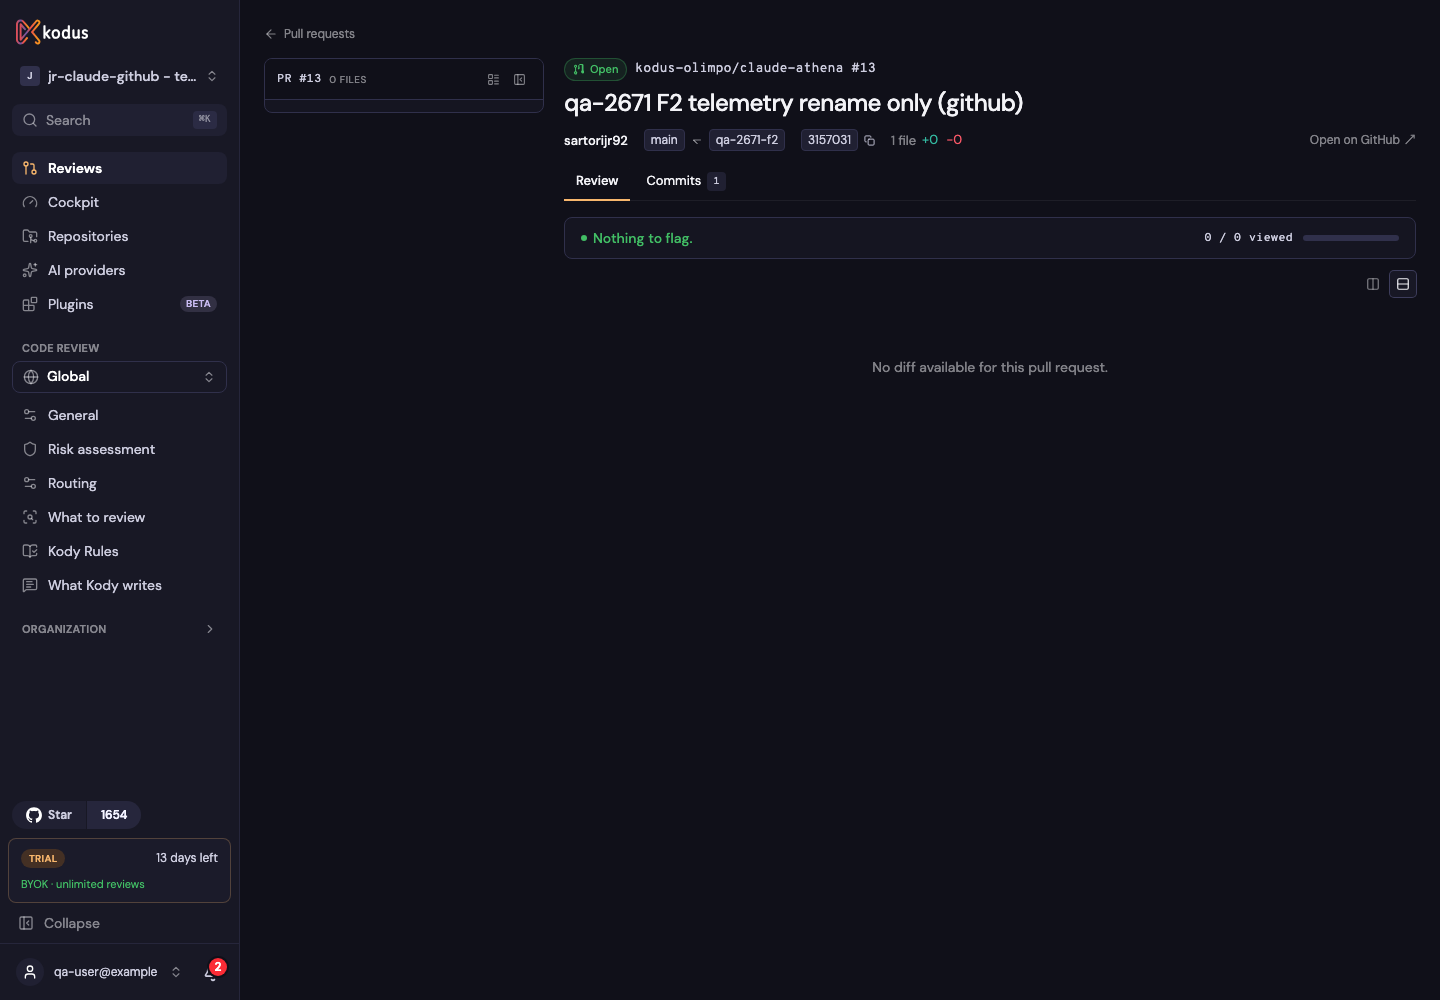 kodus
J jr-claude-github - te...
Search ⌘K
Reviews
Cockpit
Repositories
AI providers
Plugins BETA
CODE REVIEW
Global
General
Risk assessment
Routing
What to review
Kody Rules
What Kody writes
ORGANIZATION
Star 1654
TRIAL 13 days left
BYOK · unlimited reviews
Collapse
qa-user@example 2
← Pull requests
PR #13 0 FILES
Open kodus-olimpo/claude-athena #13
qa-2671 F2 telemetry rename only (github)
sartorijr92 main ← qa-2671-f2 3157031 1 file +0 -0 Open on GitHub ↗
Review Commits 1
Nothing to flag. 0 / 0 viewed
No diff available for this pull request.